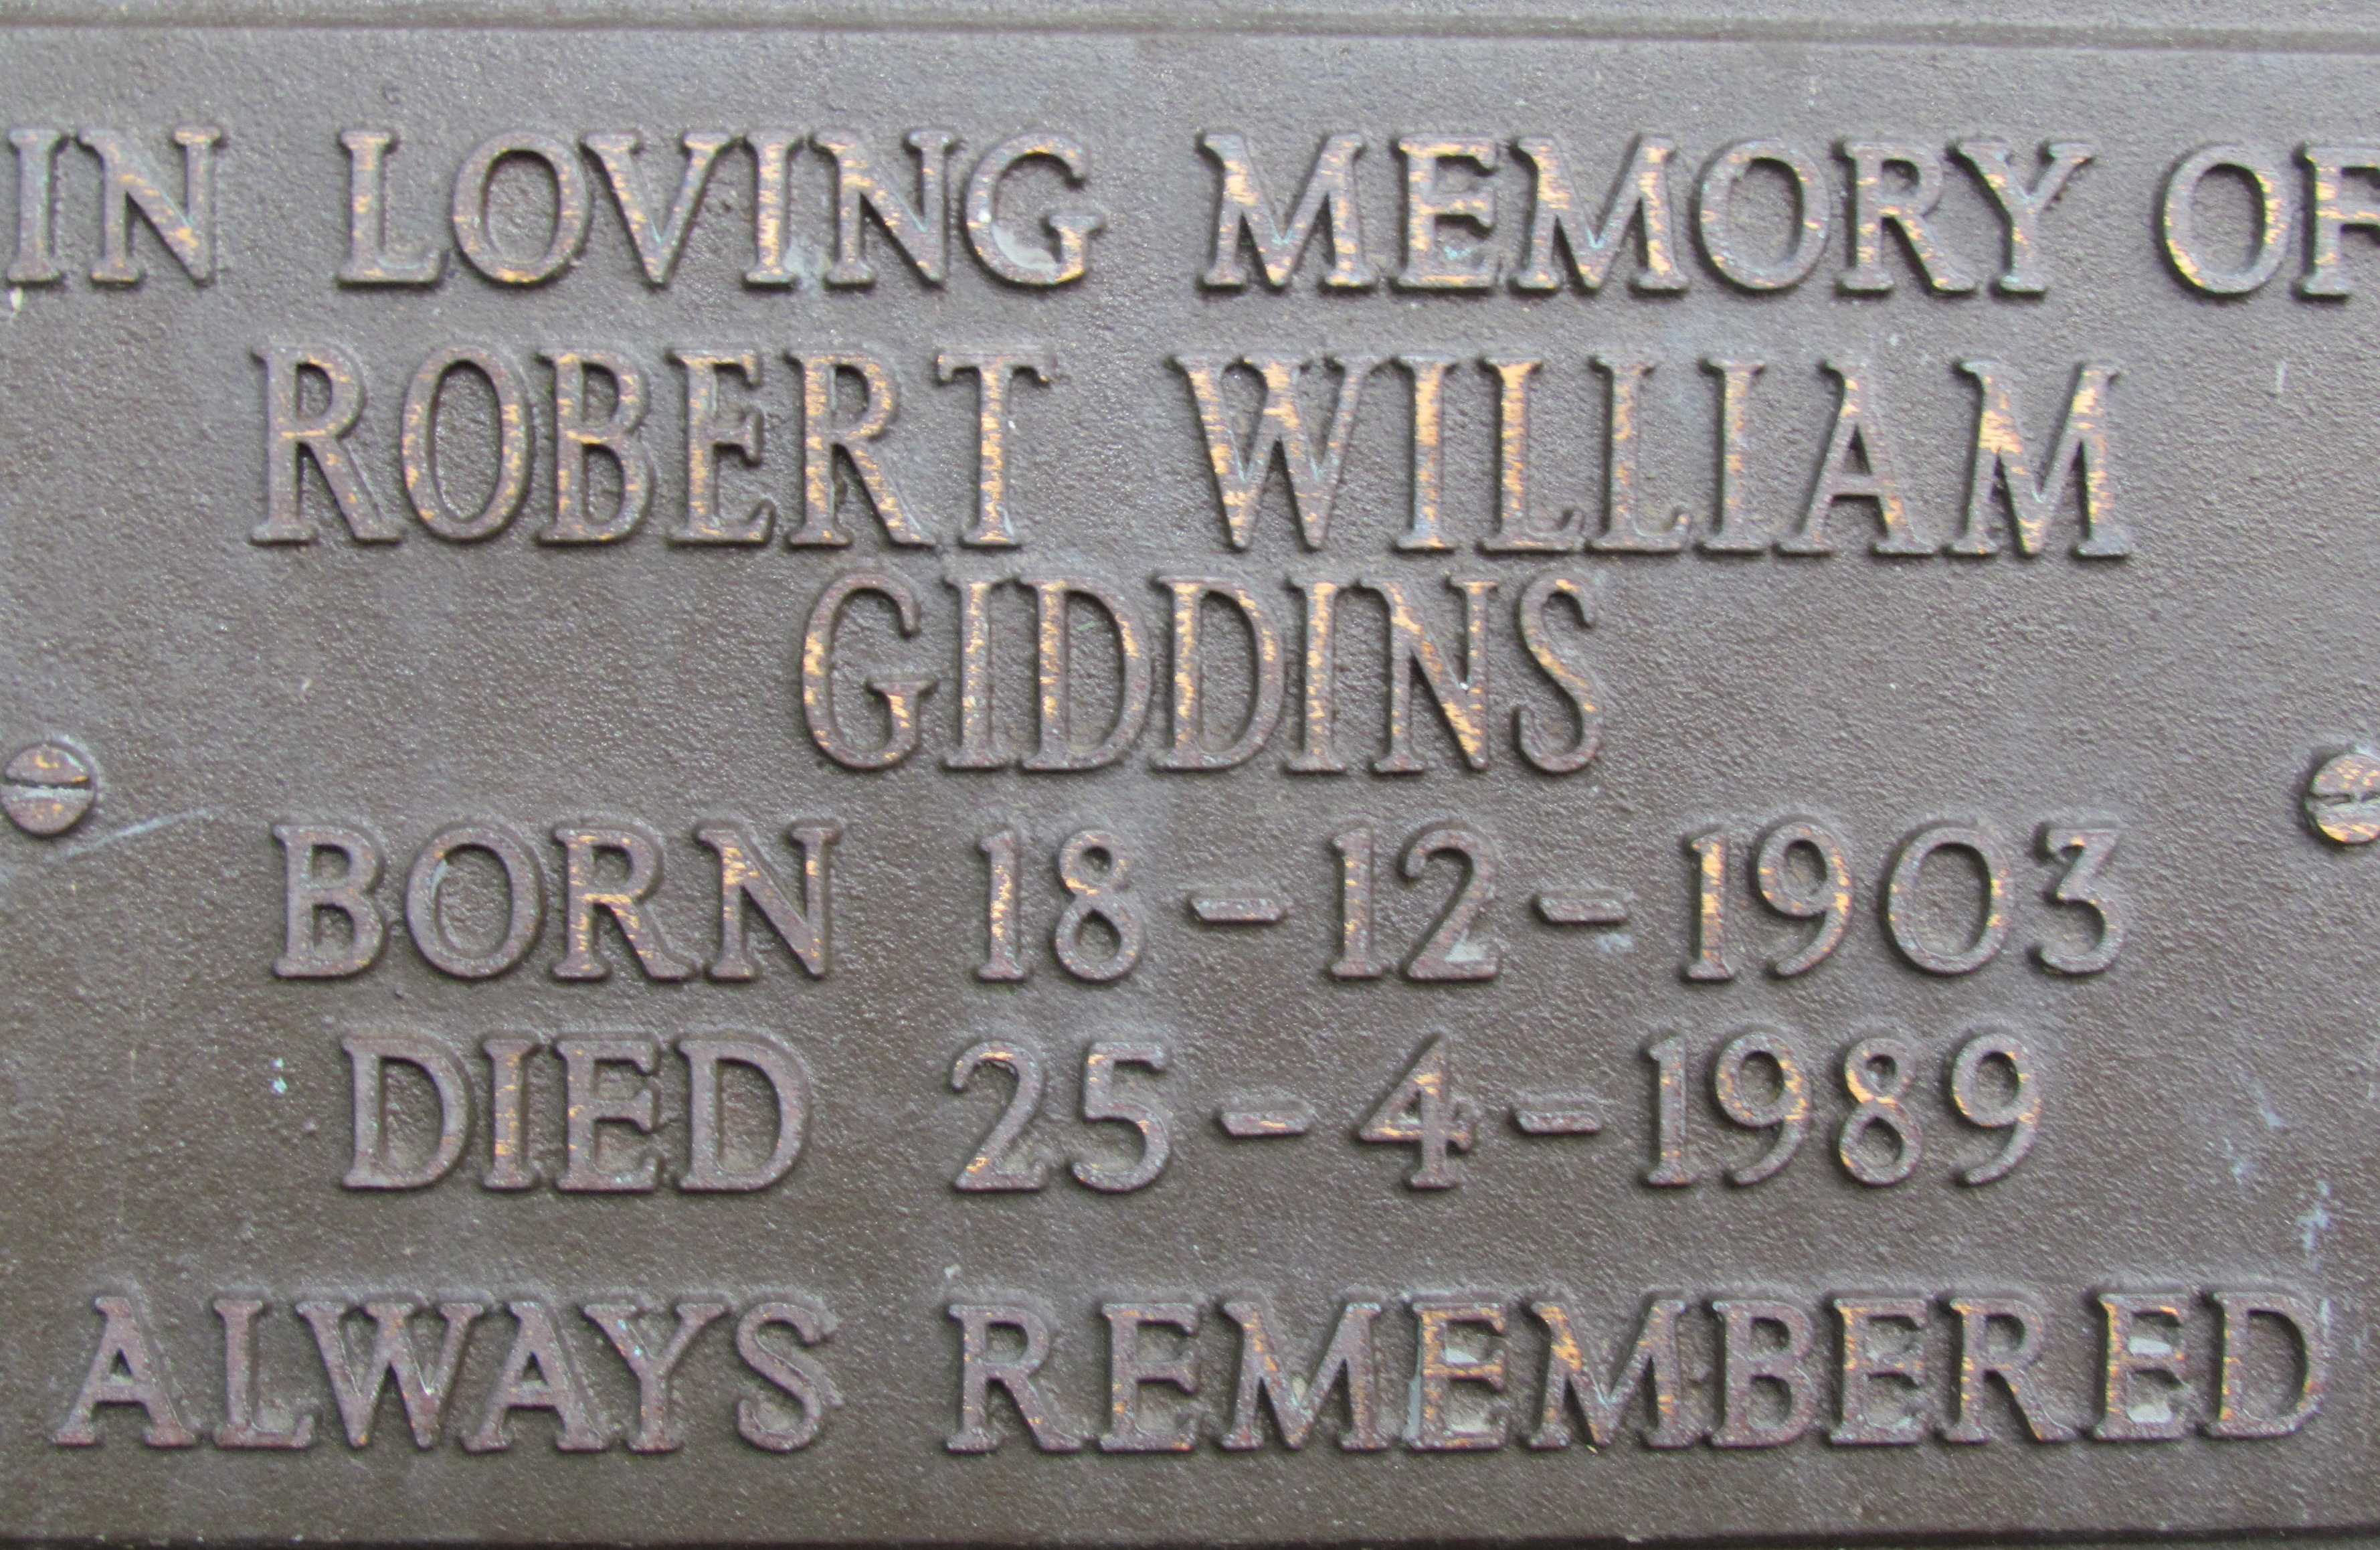 IN LOVING MEMORY OF
ROBERT WILLIAM
GIDDINS
BORN 18-12-1903
DIED 25-4-1989
ALWAYS REMEMBERED